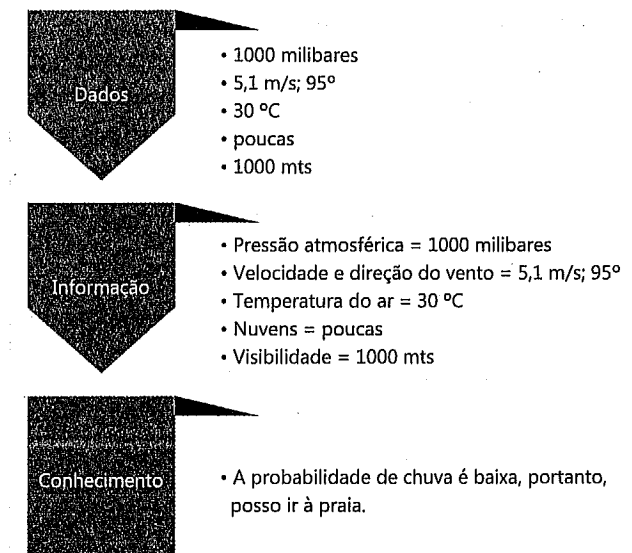 Dados
• 1000 milibares
• 5,1 m/s; 95º
• 30 ºC
• poucas
• 1000 mts
Informação
• Pressão atmosférica = 1000 milibares
• Velocidade e direção do vento = 5,1 m/s; 95º
• Temperatura do ar = 30 ºC
• Nuvens = poucas
• Visibilidade = 1000 mts
Conhecimento
• A probabilidade de chuva é baixa, portanto,
posso ir à praia.